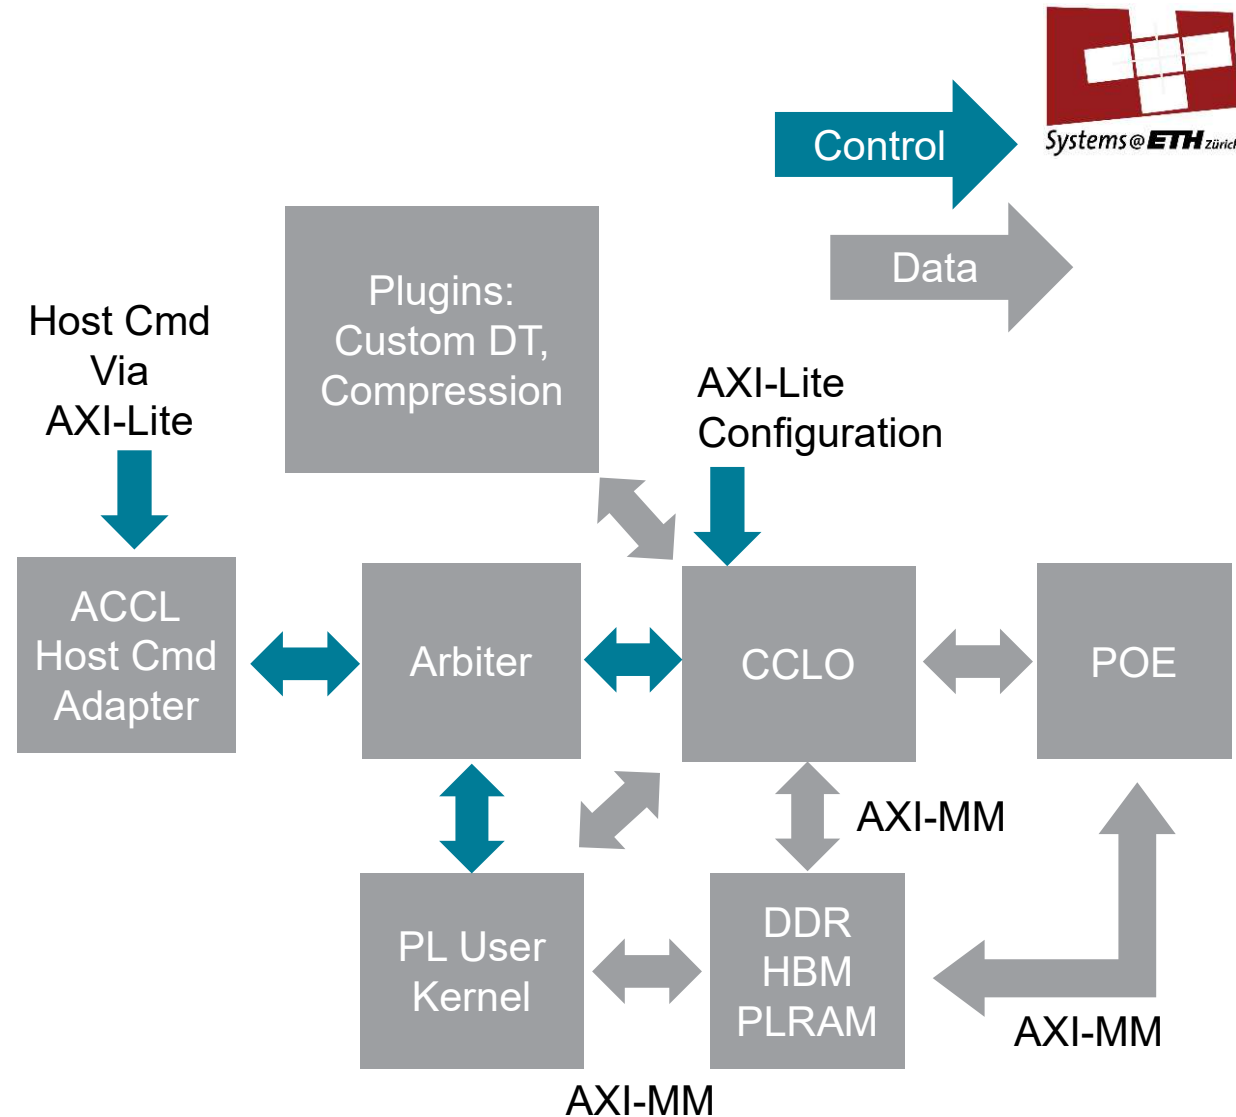 Systems@ETH Zürich
Control
Data
Plugins:
Custom DT,
Compression
Host Cmd
Via
AXI-Lite
AXI-Lite
Configuration
ACCL
Host Cmd
Adapter
Arbiter
CCLO
POE
AXI-MM
PL User
Kernel
DDR
HBM
PLRAM
AXI-MM
AXI-MM